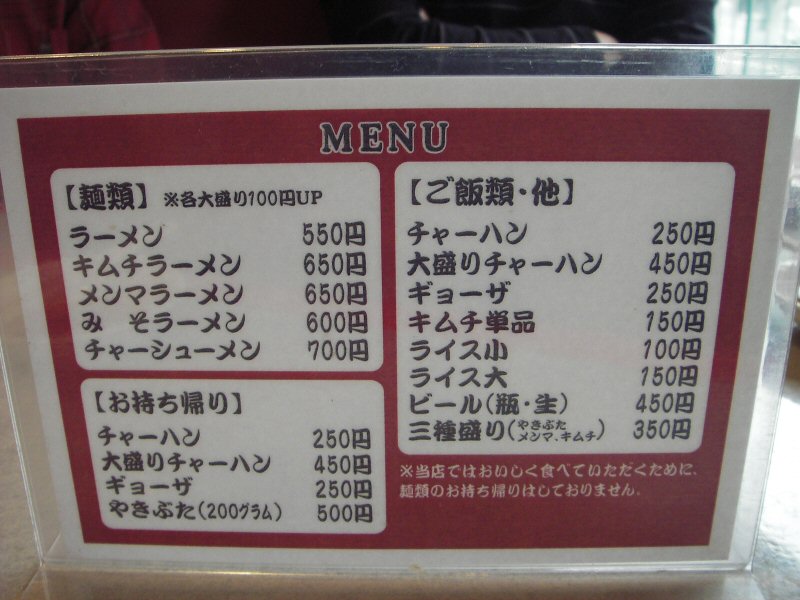 MENU
【麺類】 ※各大盛り100円UP
ラーメン 550円
キムチラーメン 650円
メンマラーメン 650円
み そラーメン 600円
チャーシューメン 700円
【お持ち帰り】
チャーハン 250円
大盛りチャーハン 450円
ギョーザ 250円
やきぶた(200グラム) 500円
【ご飯類・他】
チャーハン 250円
大盛りチャーハン 450円
ギョーザ 250円
キムチ単品 150円
ライス小 100円
ライス大 150円
ビール(瓶・生) 450円
三種盛り(やきぶた メンマ、キムチ) 350円
※当店ではおいしく食べていただくために、
麺類のお持ち帰りはしておりません。